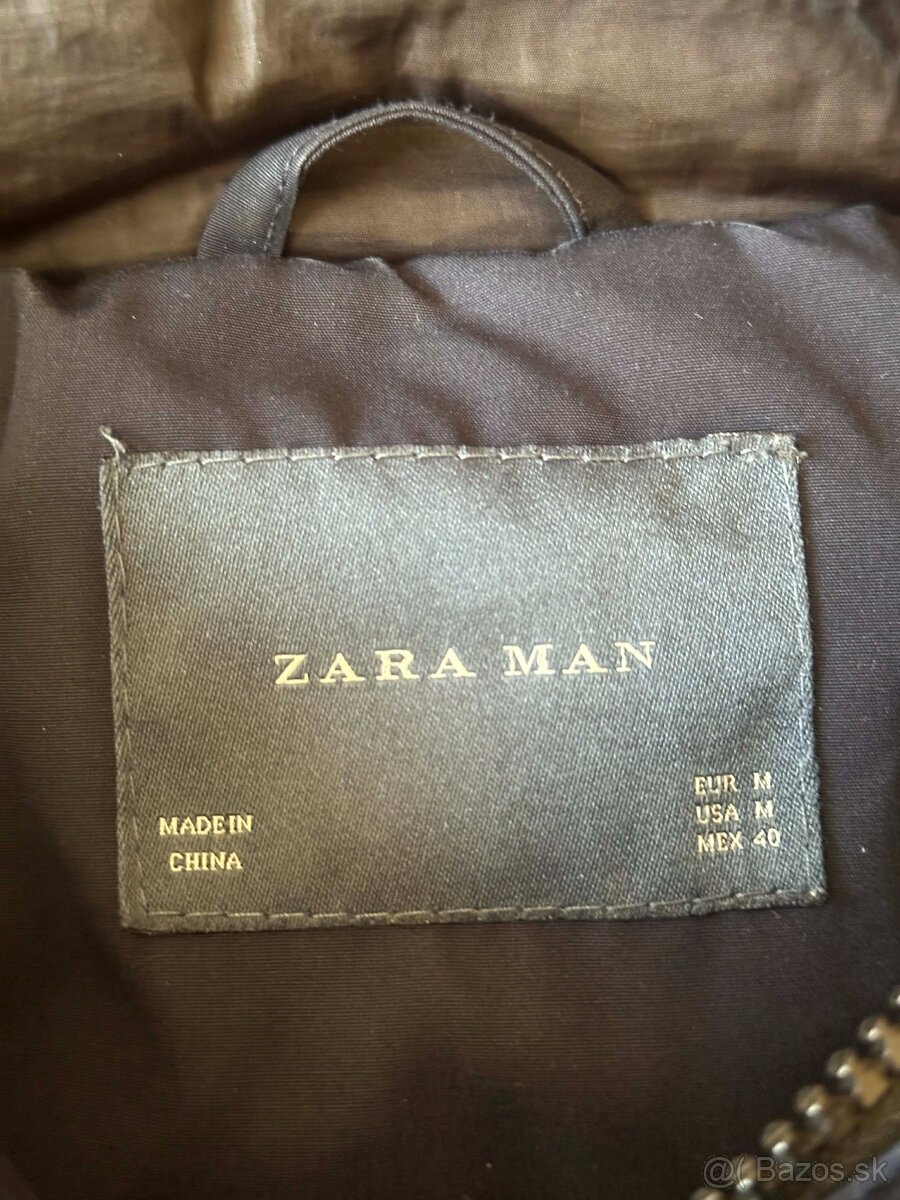 ZARA MAN
MADE IN
CHINA
EUR M
USA M
MEX 40
@( Bazos.sk